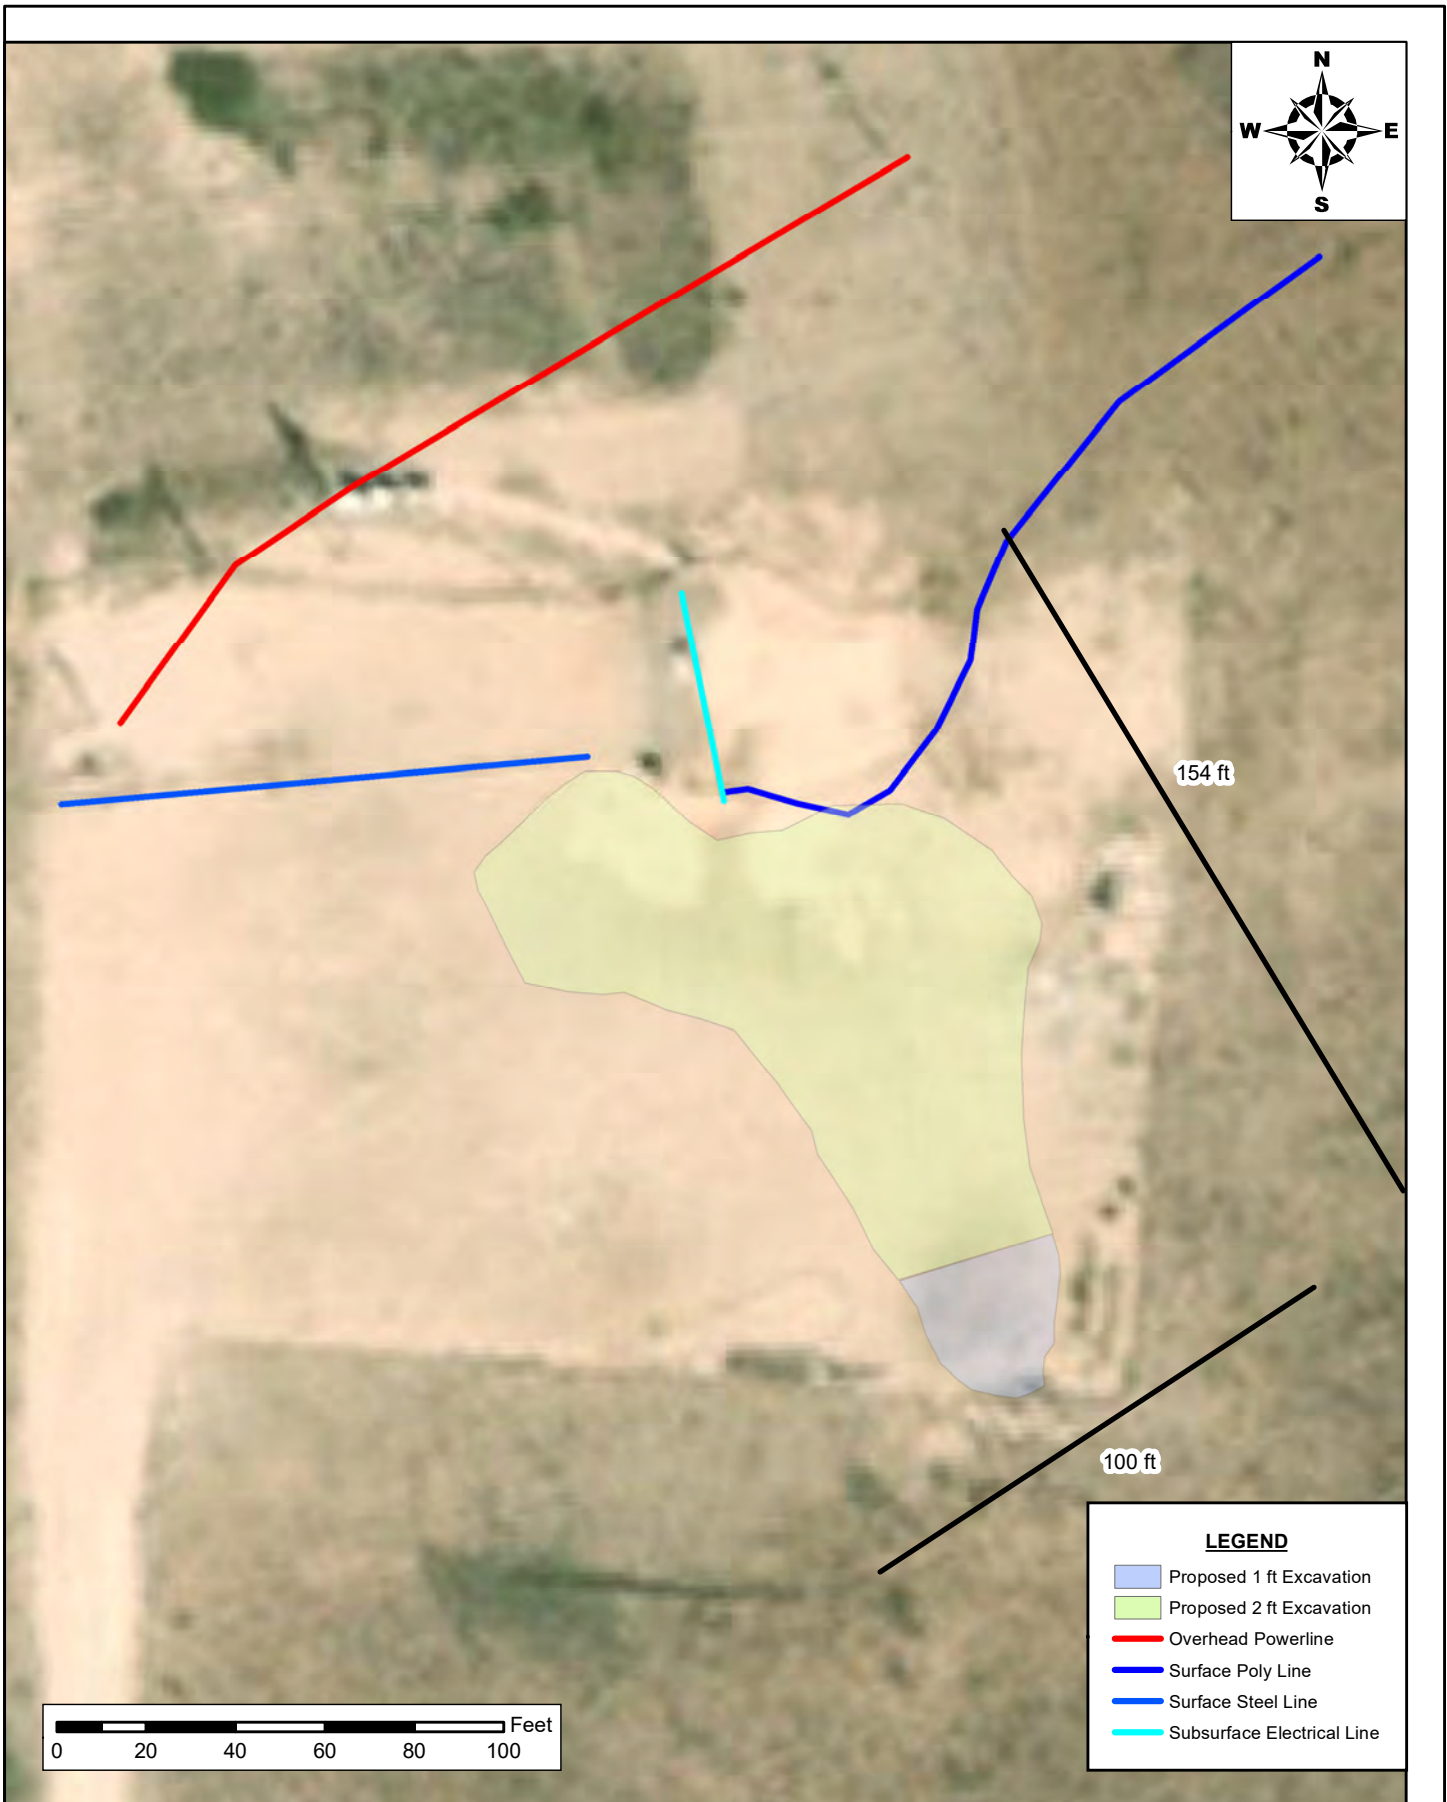 N
W E
S
154 ft
100 ft
LEGEND
Proposed 1 ft Excavation
Proposed 2 ft Excavation
Overhead Powerline
Surface Poly Line
Surface Steel Line
Subsurface Electrical Line
Feet
0 20 40 60 80 100